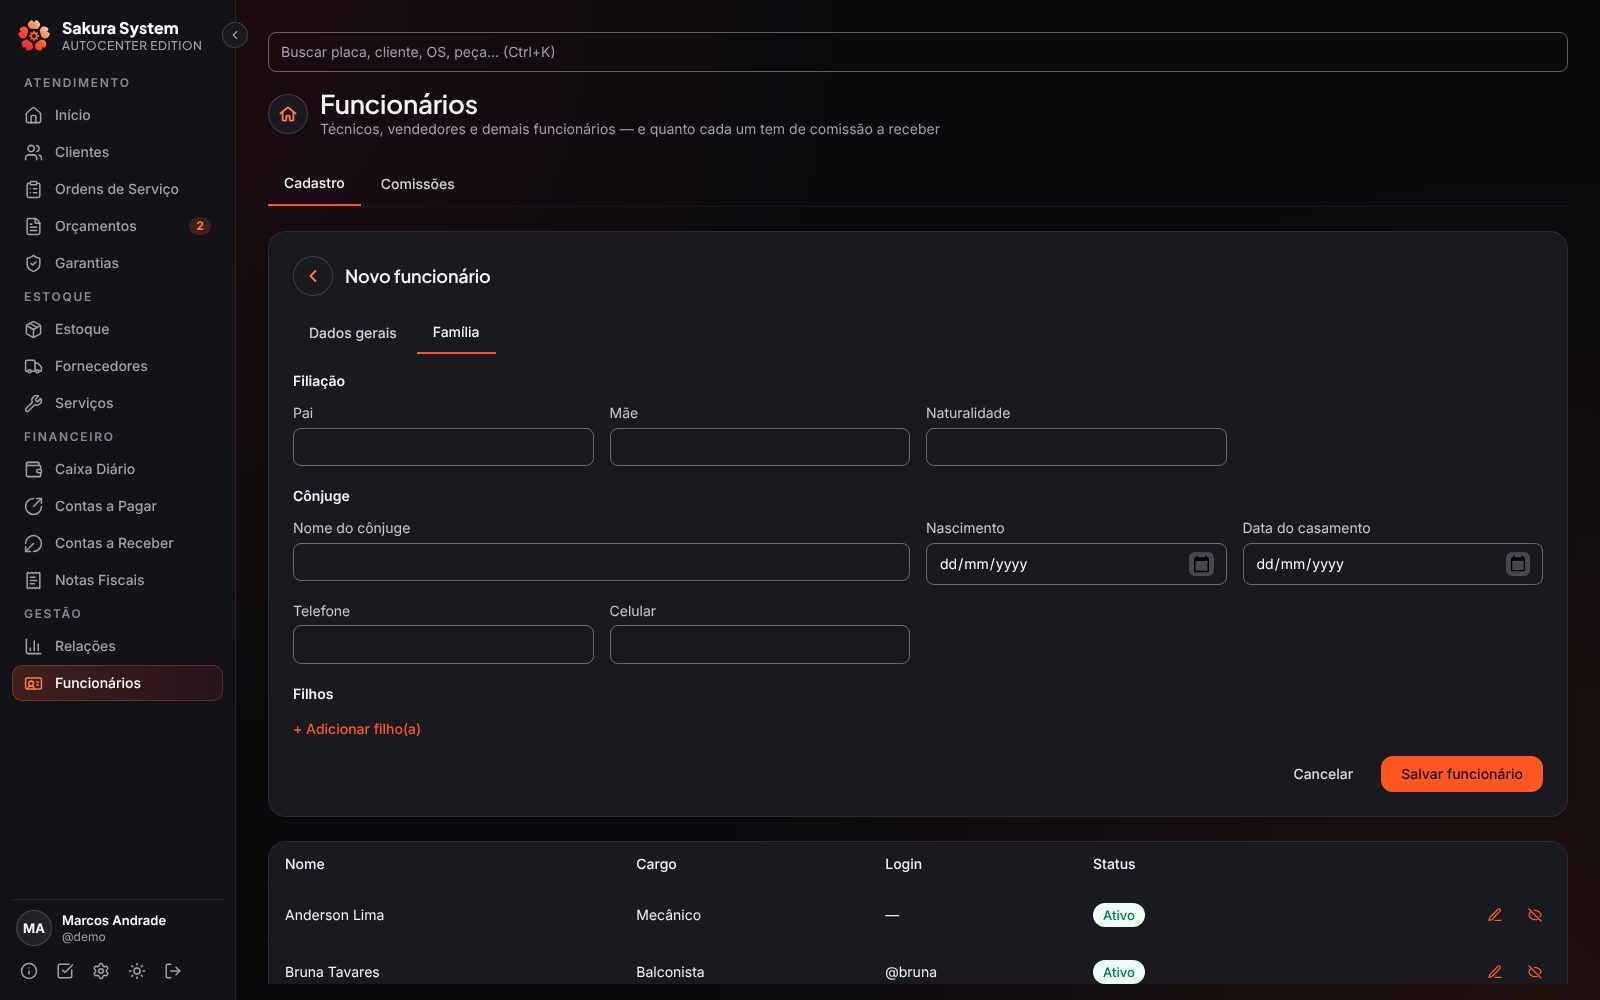 Sakura System
AUTOCENTER EDITION
ATENDIMENTO
Início
Clientes
Ordens de Serviço
Orçamentos 2
Garantias
ESTOQUE
Estoque
Fornecedores
Serviços
FINANCEIRO
Caixa Diário
Contas a Pagar
Contas a Receber
Notas Fiscais
GESTÃO
Relações
Funcionários
MA
Marcos Andrade
@demo
Buscar placa, cliente, OS, peça... (Ctrl+K)
Funcionários
Técnicos, vendedores e demais funcionários — e quanto cada um tem de comissão a receber
Cadastro Comissões
Novo funcionário
Dados gerais Família
Filiação
Pai Mãe Naturalidade
Cônjuge
Nome do cônjuge Nascimento Data do casamento
dd/mm/yyyy dd/mm/yyyy
Telefone Celular
Filhos
+ Adicionar filho(a)
Cancelar Salvar funcionário
Nome Cargo Login Status
Anderson Lima Mecânico — Ativo
Bruna Tavares Balconista @bruna Ativo